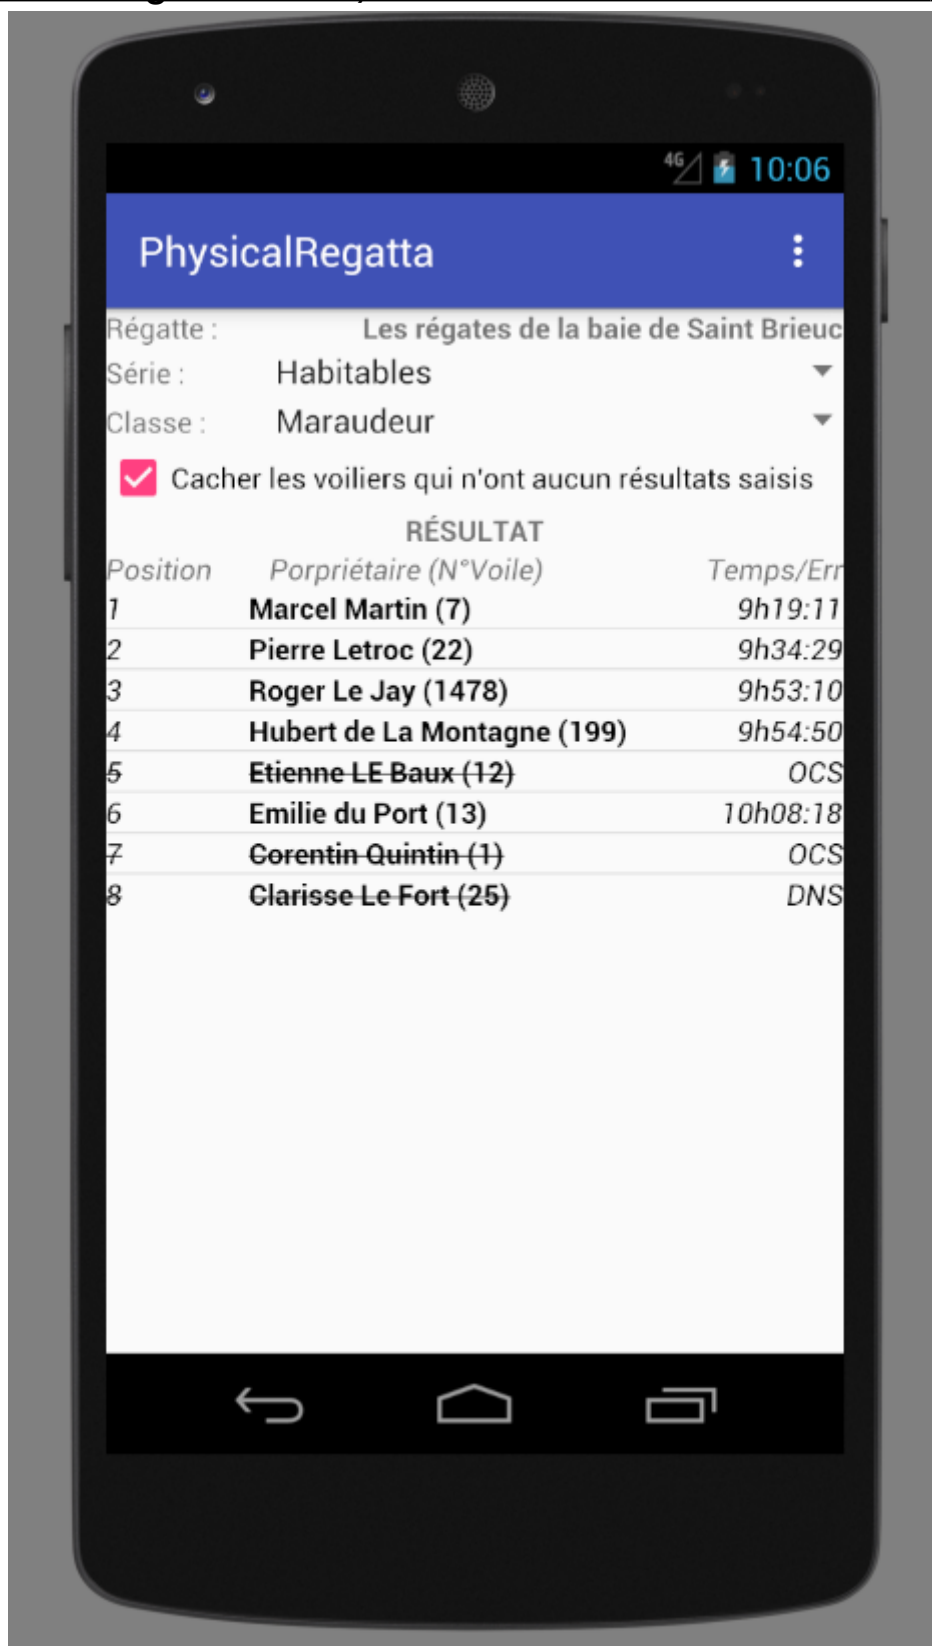 4G 10:06
PhysicalRegatta
Régatte : Les régates de la baie de Saint Brieuc
Série : Habitables
Classe : Maraudeur
Cacher les voiliers qui n'ont aucun résultats saisis
RÉSULTAT
Position Porpriétaire (N°Voile) Temps/Err
1 Marcel Martin (7) 9h19:11
2 Pierre Letroc (22) 9h34:29
3 Roger Le Jay (1478) 9h53:10
4 Hubert de La Montagne (199) 9h54:50
5 Etienne LE Baux (12) OCS
6 Emilie du Port (13) 10h08:18
7 Corentin Quintin (1) OCS
8 Clarisse Le Fort (25) DNS